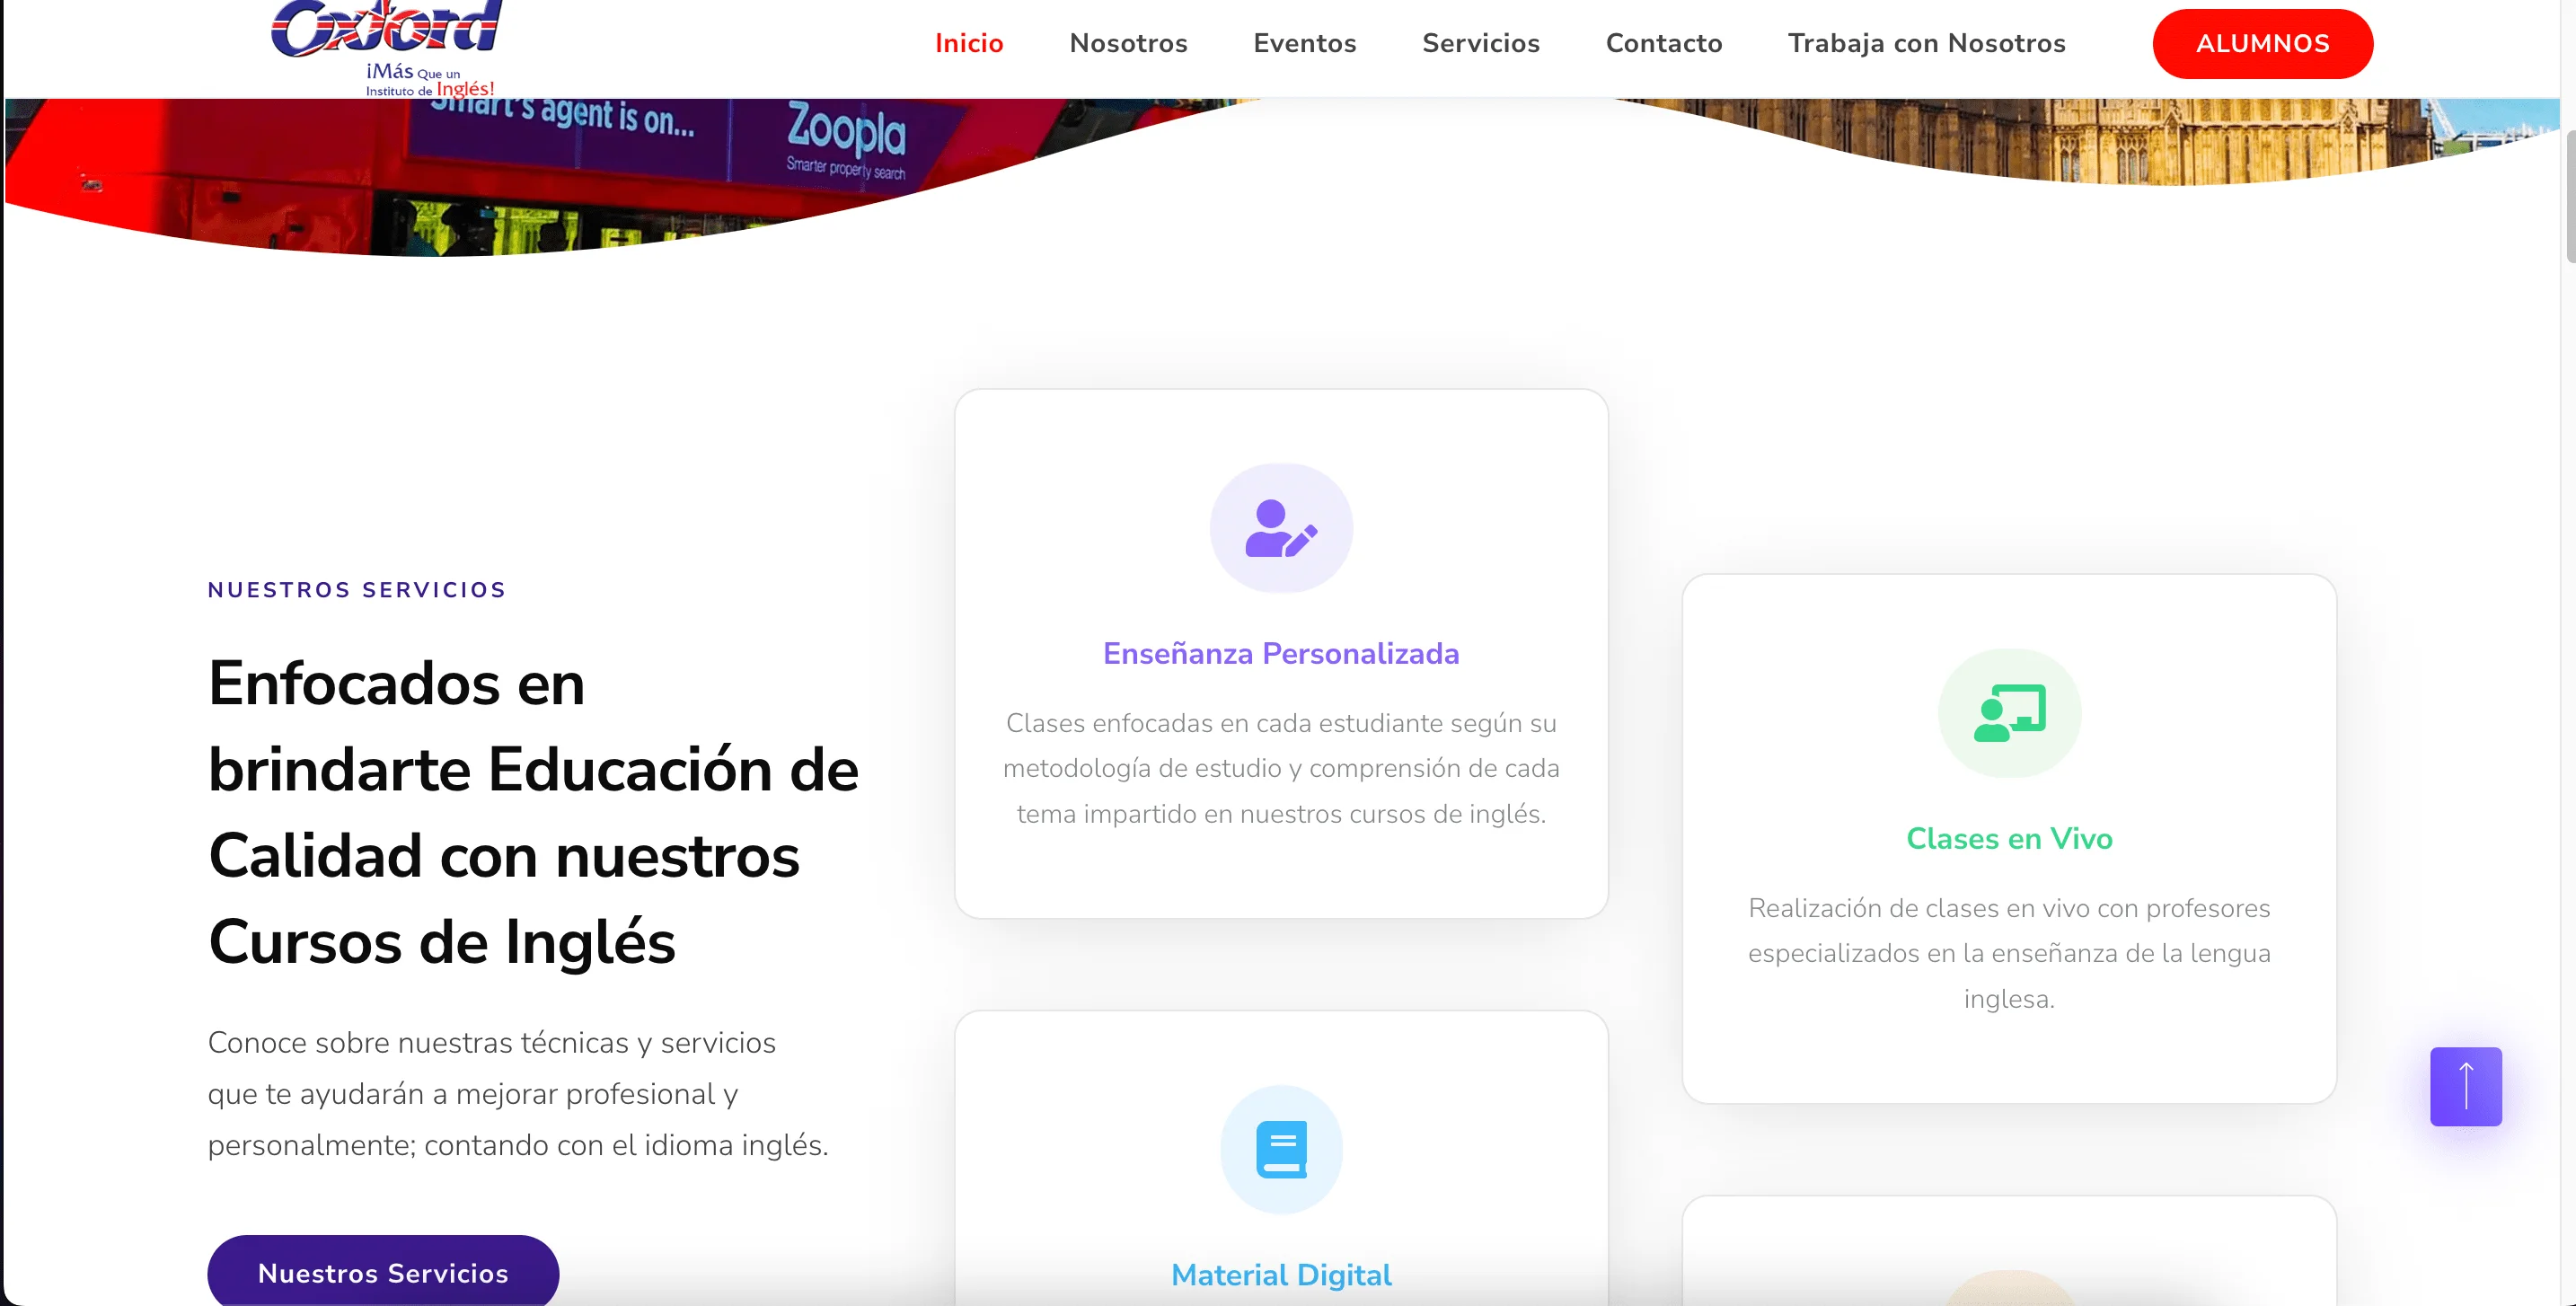 Oxford
¡Más Que un
Instituto de Inglés!
Inicio
Nosotros
Eventos
Servicios
Contacto
Trabaja con Nosotros
ALUMNOS
Smart's agent is on...
Zoopla
Smarter property search
NUESTROS SERVICIOS
Enfocados en
brindarte Educación de
Calidad con nuestros
Cursos de Inglés
Conoce sobre nuestras técnicas y servicios
que te ayudarán a mejorar profesional y
personalmente; contando con el idioma inglés.
Nuestros Servicios
Enseñanza Personalizada
Clases enfocadas en cada estudiante según su
metodología de estudio y comprensión de cada
tema impartido en nuestros cursos de inglés.
Clases en Vivo
Realización de clases en vivo con profesores
especializados en la enseñanza de la lengua
inglesa.
Material Digital